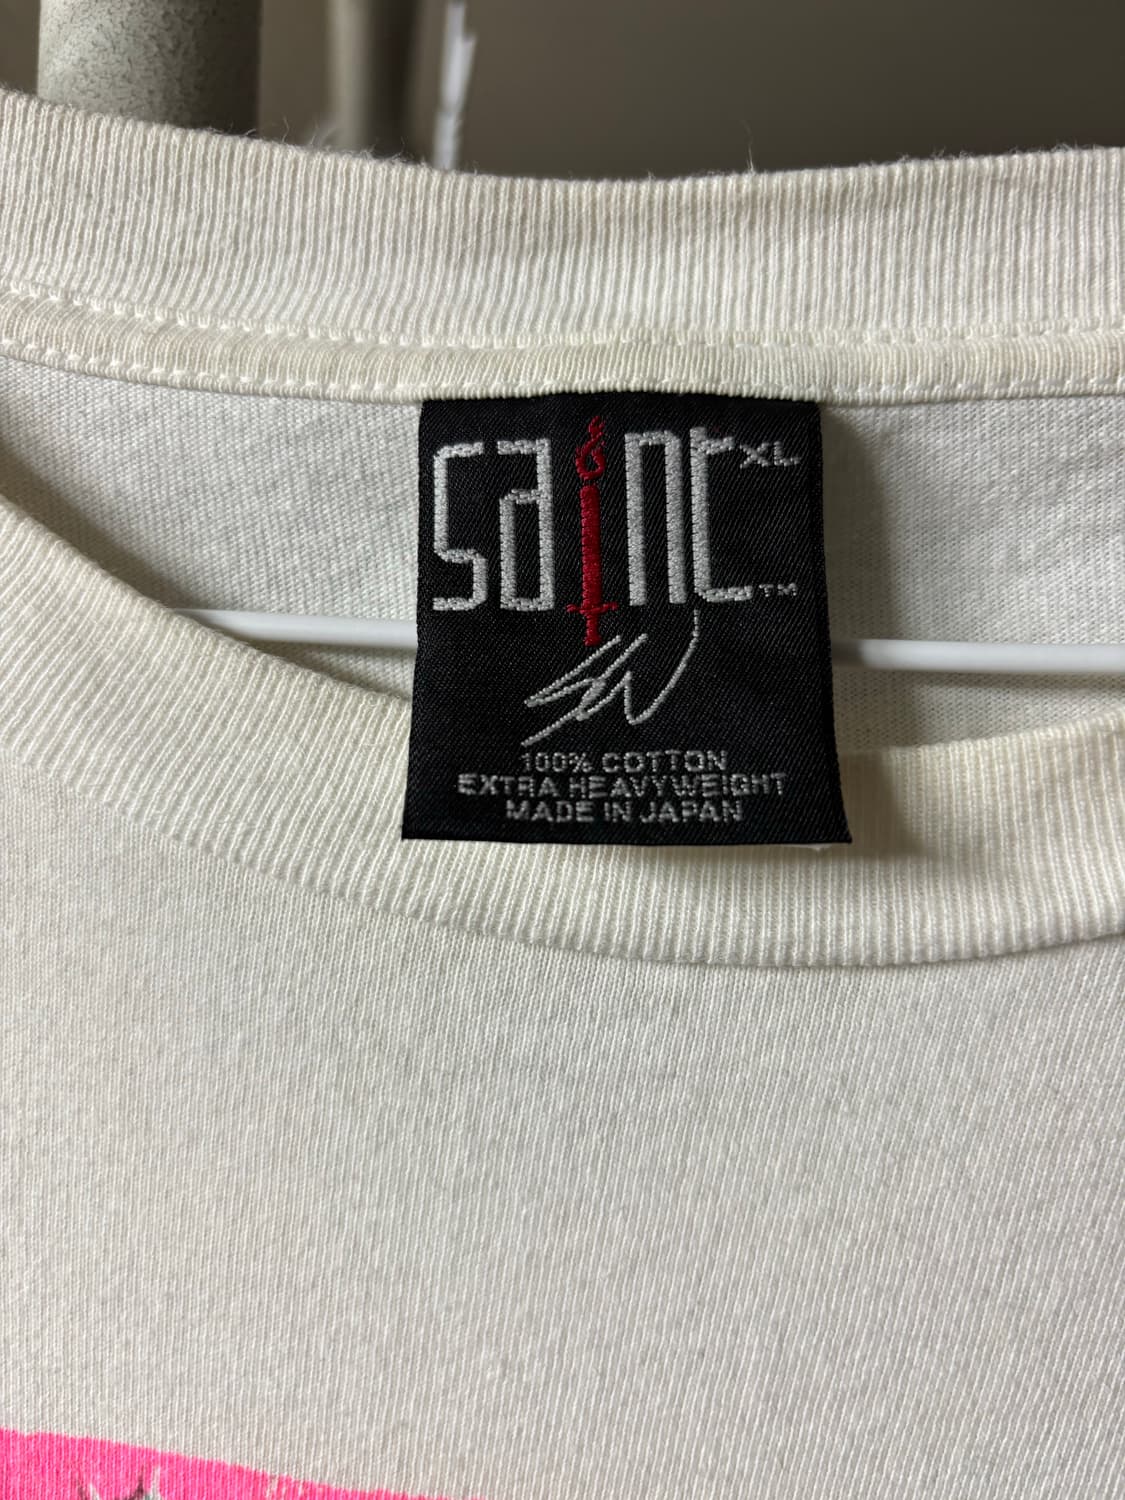 saint XL
TM
100% COTTON
EXTRA HEAVYWEIGHT
MADE IN JAPAN